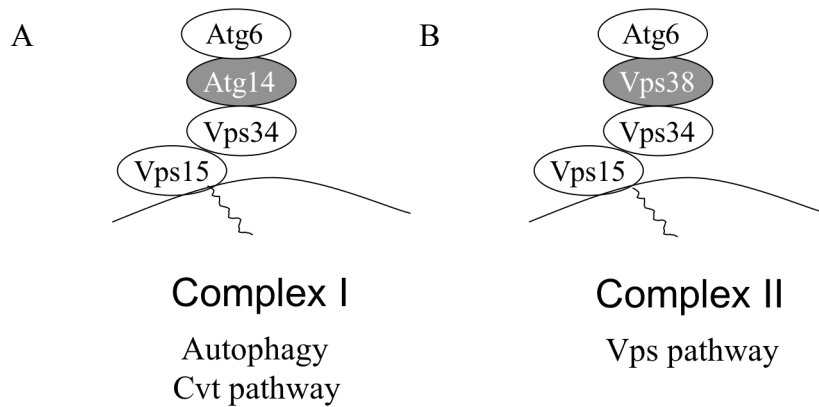 A
Atg6
Atg14
Vps34
Vps15
Complex I
Autophagy
Cvt pathway
B
Atg6
Vps38
Vps34
Vps15
Complex II
Vps pathway